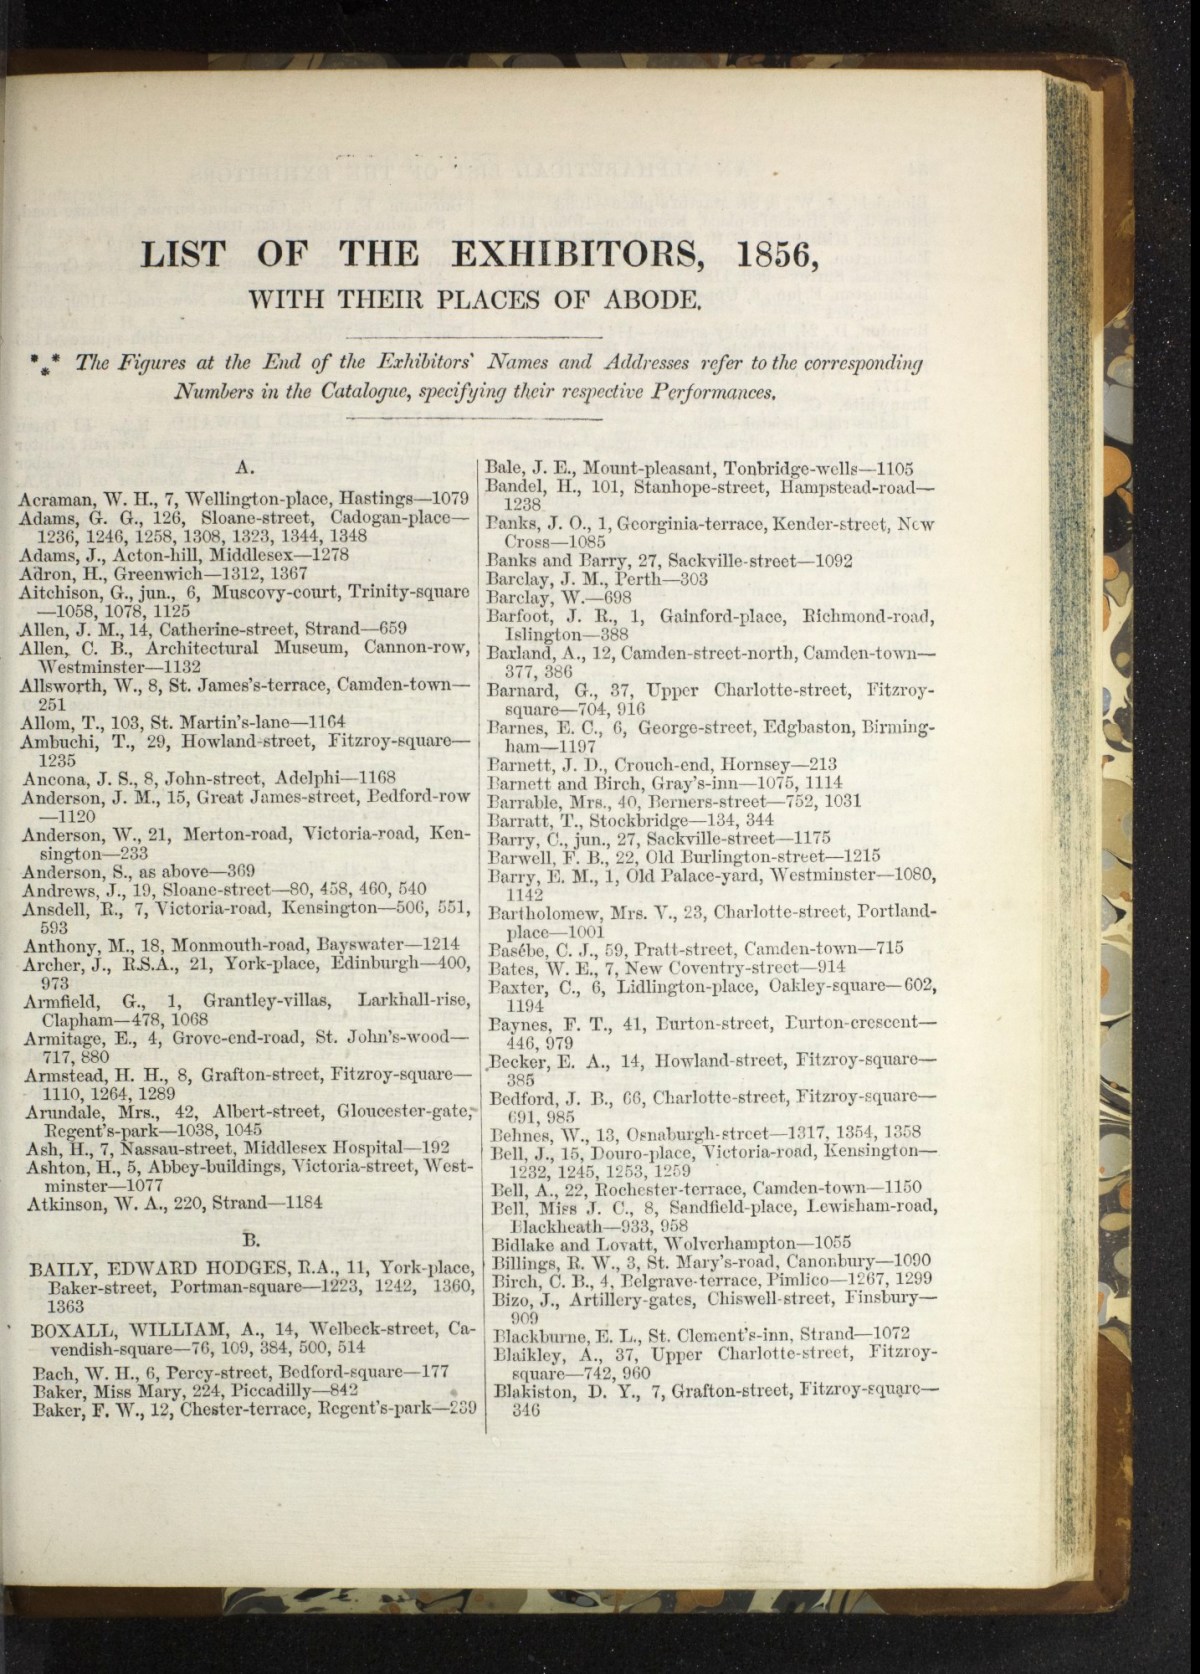 LIST OF THE EXHIBITORS, 1856,
WITH THEIR PLACES OF ABODE.
*** The Figures at the End of the Exhibitors' Names and Addresses refer to the corresponding
Numbers in the Catalogue, specifying their respective Performances.
A.
Acraman, W. H., 7, Wellington-place, Hastings—1079
Adams, G. G., 126, Sloane-street, Cadogan-place—
1236, 1246, 1258, 1308, 1323, 1344, 1348
Adams, J., Acton-hill, Middlesex—1278
Adron, H., Greenwich—1312, 1367
Aitchison, G., jun., 6, Muscovy-court, Trinity-square
—1058, 1078, 1125
Allen, J. M., 14, Catherine-street, Strand—659
Allen, C. B., Architectural Museum, Cannon-row,
Westminster—1132
Allsworth, W., 8, St. James's-terrace, Camden-town—
251
Allom, T., 103, St. Martin's-lane—1164
Ambuchi, T., 29, Howland-street, Fitzroy-square—
1235
Ancona, J. S., 8, John-street, Adelphi—1168
Anderson, J. M., 15, Great James-street, Bedford-row
—1120
Anderson, W., 21, Merton-road, Victoria-road, Ken-
sington—233
Anderson, S., as above—369
Andrews, J., 19, Sloane-street—80, 458, 460, 540
Ansdell, R., 7, Victoria-road, Kensington—506, 551,
593
Anthony, M., 18, Monmouth-road, Bayswater—1214
Archer, J., R.S.A., 21, York-place, Edinburgh—400,
973
Armfield, G., 1, Grantley-villas, Larkhall-rise,
Clapham—478, 1068
Armitage, E., 4, Grove-end-road, St. John's-wood—
717, 880
Armstead, H. H., 8, Grafton-street, Fitzroy-square—
1110, 1264, 1289
Arundale, Mrs., 42, Albert-street, Gloucester-gate,
Regent's-park—1038, 1045
Ash, H., 7, Nassau-street, Middlesex Hospital—192
Ashton, H., 5, Abbey-buildings, Victoria-street, West-
minster—1077
Atkinson, W. A., 220, Strand—1184
B.
BAILY, EDWARD HODGES, R.A., 11, York-place,
Baker-street, Portman-square—1223, 1242, 1360,
1363
BOXALL, WILLIAM, A., 14, Welbeck-street, Ca-
vendish-square—76, 109, 384, 500, 514
Bach, W. H., 6, Percy-street, Bedford-square—177
Baker, Miss Mary, 224, Piccadilly—842
Baker, F. W., 12, Chester-terrace, Regent's-park—239
Bale, J. E., Mount-pleasant, Tonbridge-wells—1105
Bandel, H., 101, Stanhope-street, Hampstead-road—
1238
Banks, J. O., 1, Georginia-terrace, Kender-street, New
Cross—1085
Banks and Barry, 27, Sackville-street—1092
Barclay, J. M., Perth—303
Barclay, W.—698
Barfoot, J. R., 1, Gainford-place, Richmond-road,
Islington—388
Barland, A., 12, Camden-street-north, Camden-town—
377, 386
Barnard, G., 37, Upper Charlotte-street, Fitzroy-
square—704, 916
Barnes, E. C., 6, George-street, Edgbaston, Birming-
ham—1197
Barnett, J. D., Crouch-end, Hornsey—213
Barnett and Birch, Gray's-inn—1075, 1114
Barrable, Mrs., 40, Berners-street—752, 1031
Barratt, T., Stockbridge—134, 344
Barry, C., jun., 27, Sackville-street—1175
Barwell, F. B., 22, Old Burlington-street—1215
Barry, E. M., 1, Old Palace-yard, Westminster—1080,
1142
Bartholomew, Mrs. V., 23, Charlotte-street, Portland-
place—1001
Basébe, C. J., 59, Pratt-street, Camden-town—715
Bates, W. E., 7, New Coventry-street—914
Baxter, C., 6, Lidlington-place, Oakley-square—602,
1194
Baynes, F. T., 41, Burton-street, Burton-crescent—
446, 979
Becker, E. A., 14, Howland-street, Fitzroy-square—
385
Bedford, J. B., 66, Charlotte-street, Fitzroy-square—
691, 985
Behnes, W., 13, Osnaburgh-street—1317, 1354, 1358
Bell, J., 15, Douro-place, Victoria-road, Kensington—
1232, 1245, 1253, 1259
Bell, A., 22, Rochester-terrace, Camden-town—1150
Bell, Miss J. C., 8, Sandfield-place, Lewisham-road,
Blackheath—933, 958
Bidlake and Lovatt, Wolverhampton—1055
Billings, R. W., 3, St. Mary's-road, Canonbury—1090
Birch, C. B., 4, Belgrave-terrace, Pimlico—1267, 1299
Bizo, J., Artillery-gates, Chiswell-street, Finsbury—
909
Blackburne, E. L., St. Clement's-inn, Strand—1072
Blaikley, A., 37, Upper Charlotte-street, Fitzroy-
square—742, 960
Blakiston, D. Y., 7, Grafton-street, Fitzroy-square—
346